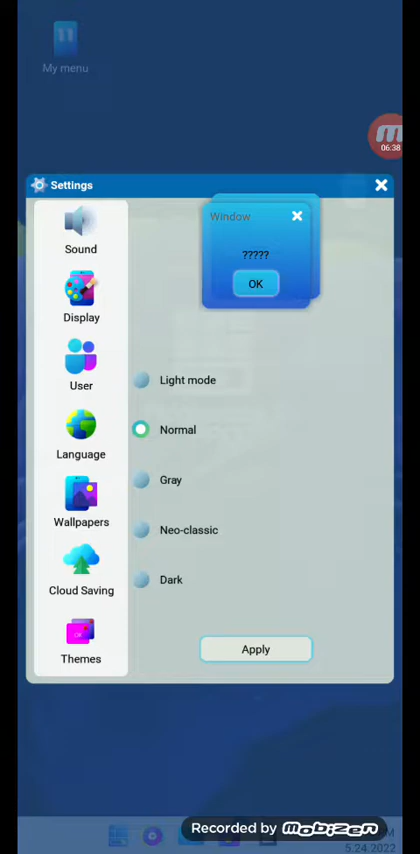 My menu
06:38
Settings
Window
?????
OK
Sound
Display
User
Language
Wallpapers
Cloud Saving
OK
Themes
Light mode
Normal
Gray
Neo-classic
Dark
Apply
Recorded by mobizen
M
5.24.2022